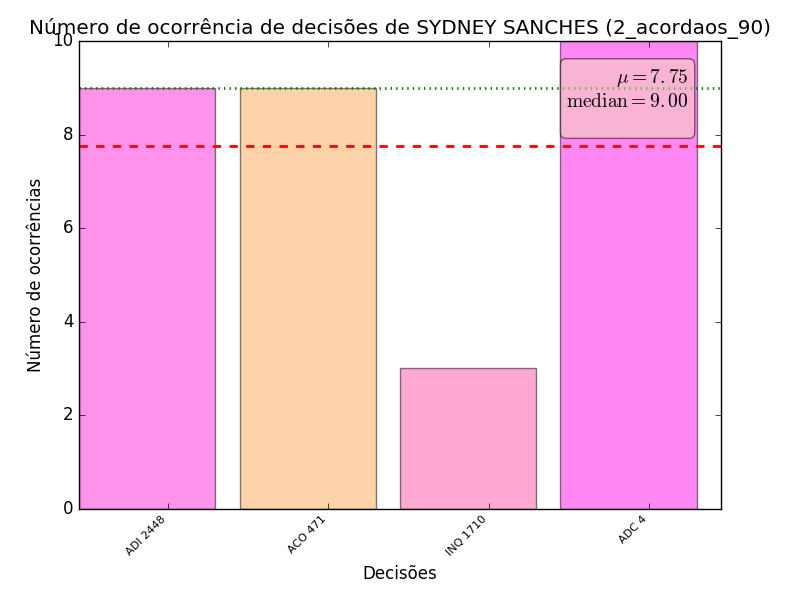 Número de ocorrência de decisões de SYDNEY SANCHES (2_acordaos_90)
10
8
6
4
2
0
Número de ocorrências
μ = 7.75
median = 9.00
ADI 2448
ACO 471
INQ 1710
ADC 4
Decisões